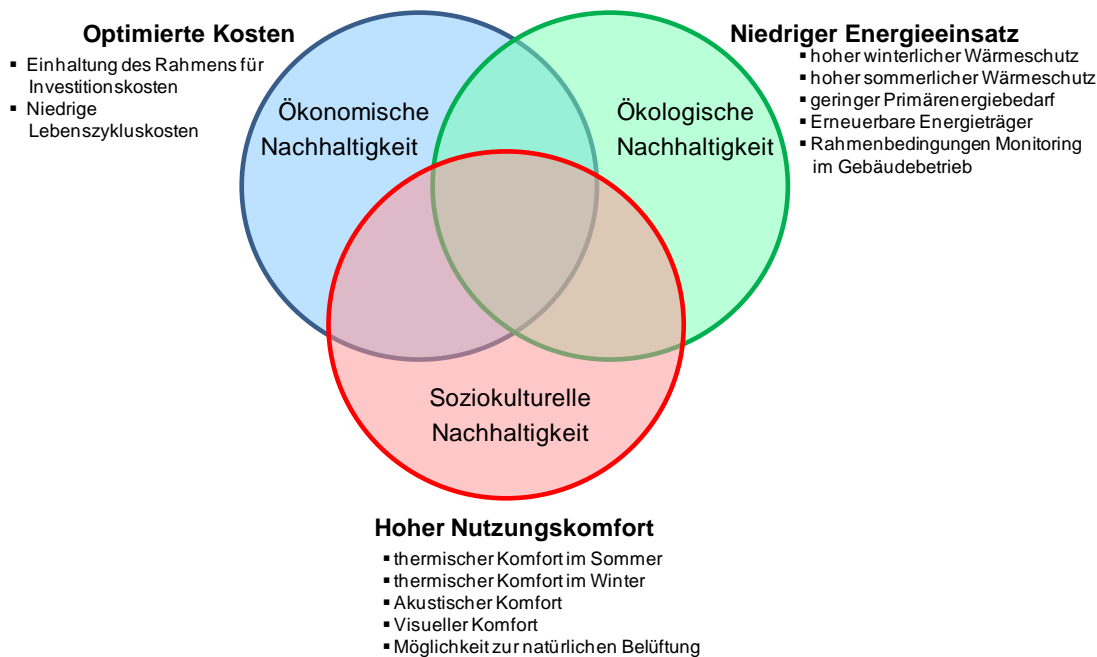 Optimierte Kosten
▪ Einhaltung des Rahmens für
Investitionskosten
▪ Niedrige
Lebenszykluskosten
Ökonomische
Nachhaltigkeit
Ökologische
Nachhaltigkeit
Niedriger Energieeinsatz
▪ hoher winterlicher Wärmeschutz
▪ hoher sommerlicher Wärmeschutz
▪ geringer Primärenergiebedarf
▪ Erneuerbare Energieträger
▪ Rahmenbedingungen Monitoring
im Gebäudebetrieb
Soziokulturelle
Nachhaltigkeit
Hoher Nutzungskomfort
▪ thermischer Komfort im Sommer
▪ thermischer Komfort im Winter
▪ Akustischer Komfort
▪ Visueller Komfort
▪ Möglichkeit zur natürlichen Belüftung